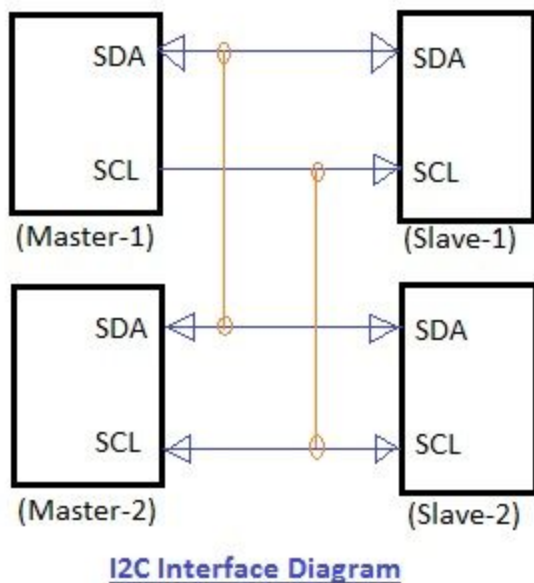 SDA
SDA
SCL
SCL
(Master-1)
(Slave-1)
SDA
SDA
SCL
SCL
(Master-2)
(Slave-2)
I2C Interface Diagram